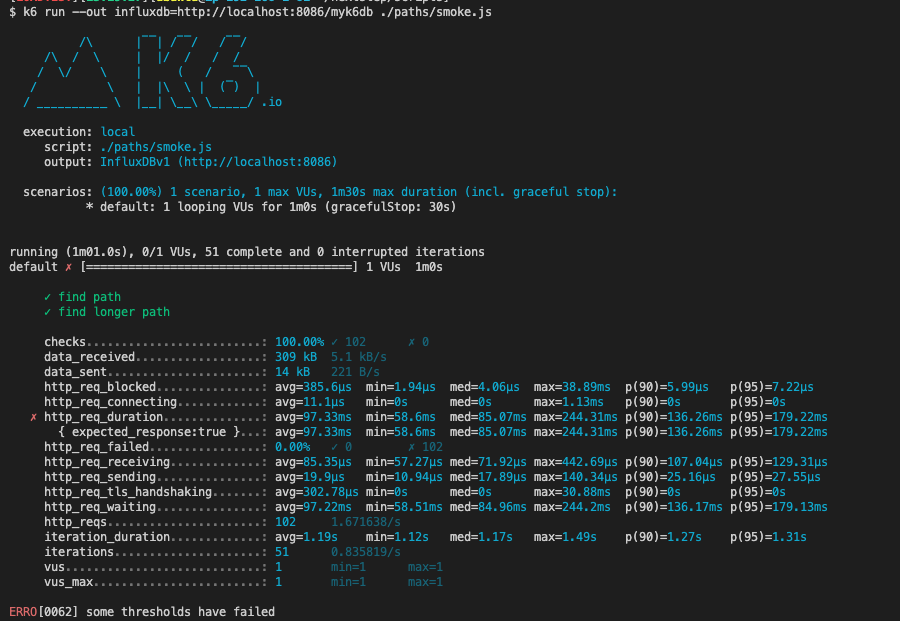 $ k6 run --out influxdb=http://localhost:8086/myk6db ./paths/smoke.js
.io
execution: local
script: ./paths/smoke.js
output: InfluxDBv1 (http://localhost:8086)
scenarios: (100.00%) 1 scenario, 1 max VUs, 1m30s max duration (incl. graceful stop):
* default: 1 looping VUs for 1m0s (gracefulStop: 30s)
running (1m01.0s), 0/1 VUs, 51 complete and 0 interrupted iterations
default ✗ [======================================] 1 VUs  1m0s
✓ find path
✓ find longer path
checks.........................: 100.00% ✓ 102      ✗ 0
data_received..................: 309 kB  5.1 kB/s
data_sent......................: 14 kB   221 B/s
http_req_blocked...............: avg=385.6µs  min=1.94µs  med=4.06µs  max=38.89ms  p(90)=5.99µs   p(95)=7.22µs
http_req_connecting............: avg=11.1µs   min=0s      med=0s      max=1.13ms   p(90)=0s       p(95)=0s
✗ http_req_duration..............: avg=97.33ms  min=58.6ms  med=85.07ms max=244.31ms p(90)=136.26ms p(95)=179.22ms
{ expected_response:true }...: avg=97.33ms  min=58.6ms  med=85.07ms max=244.31ms p(90)=136.26ms p(95)=179.22ms
http_req_failed................: 0.00%   ✓ 0        ✗ 102
http_req_receiving.............: avg=85.35µs  min=57.27µs med=71.92µs max=442.69µs p(90)=107.04µs p(95)=129.31µs
http_req_sending...............: avg=19.9µs   min=10.94µs med=17.89µs max=140.34µs p(90)=25.16µs  p(95)=27.55µs
http_req_tls_handshaking.......: avg=302.78µs min=0s      med=0s      max=30.88ms  p(90)=0s       p(95)=0s
http_req_waiting...............: avg=97.22ms  min=58.51ms med=84.96ms max=244.2ms  p(90)=136.17ms p(95)=179.13ms
http_reqs......................: 102     1.671638/s
iteration_duration.............: avg=1.19s    min=1.12s   med=1.17s   max=1.49s    p(90)=1.27s    p(95)=1.31s
iterations.....................: 51      0.835819/s
vus............................: 1       min=1      max=1
vus_max........................: 1       min=1      max=1
ERRO[0062] some thresholds have failed